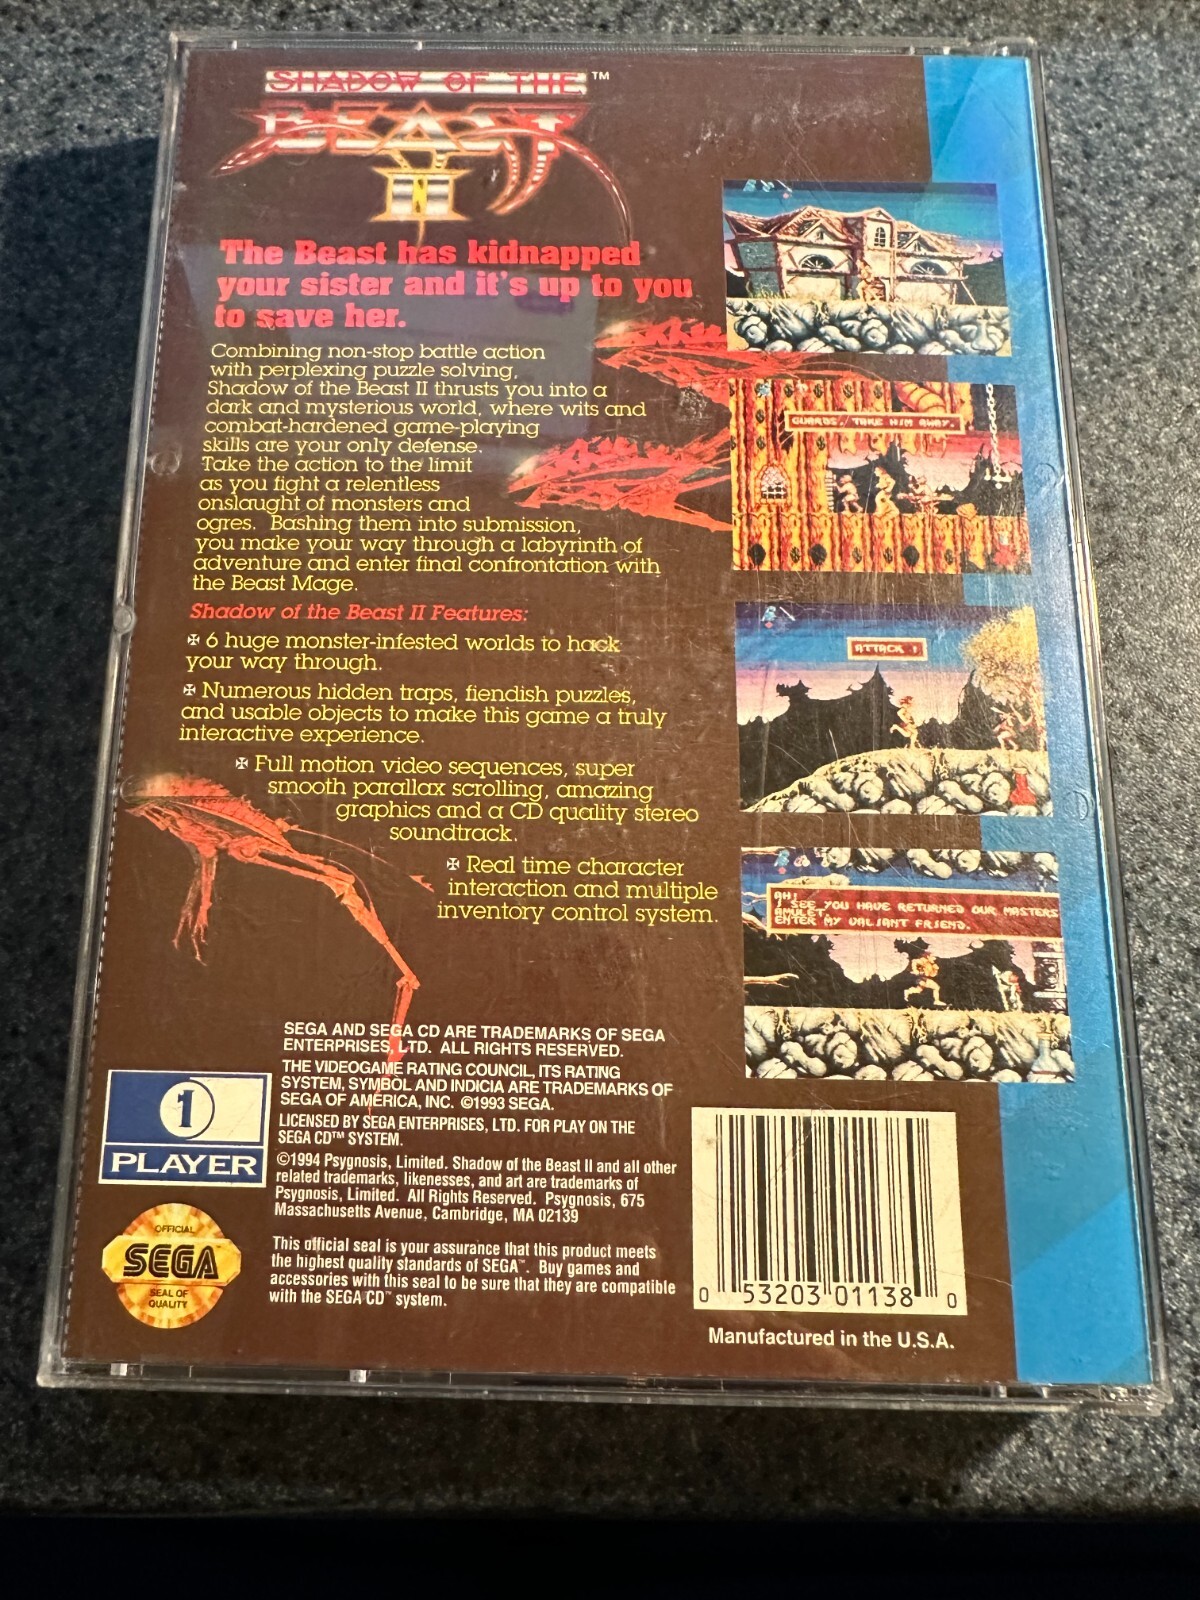 SHADOW OF THE™
BEAST
II
The Beast has kidnapped
your sister and it's up to you
to save her.
Combining non-stop battle action
with perplexing puzzle solving,
Shadow of the Beast II thrusts you into a
dark and mysterious world, where wits and
combat-hardened game-playing
skills are your only defense.
Take the action to the limit
as you fight a relentless
onslaught of monsters and
ogres. Bashing them into submission,
you make your way through a labyrinth of
adventure and enter final confrontation with
the Beast Mage.
Shadow of the Beast II Features:
✠ 6 huge monster-infested worlds to hack
your way through.
✠ Numerous hidden traps, fiendish puzzles,
and usable objects to make this game a truly
interactive experience.
✠ Full motion video sequences, super
smooth parallax scrolling, amazing
graphics and a CD quality stereo
soundtrack.
✠ Real time character
interaction and multiple
inventory control system.
GUARDS, TAKE HIM AWAY.
ATTACK !
AH!
I SEE YOU HAVE RETURNED OUR MASTERS
AMULET.
ENTER MY VALIANT FRIEND.
SEGA AND SEGA CD ARE TRADEMARKS OF SEGA
ENTERPRISES, LTD. ALL RIGHTS RESERVED.
THE VIDEOGAME RATING COUNCIL, ITS RATING
SYSTEM, SYMBOL AND INDICIA ARE TRADEMARKS OF
SEGA OF AMERICA, INC. ©1993 SEGA.
LICENSED BY SEGA ENTERPRISES, LTD. FOR PLAY ON THE
SEGA CD™ SYSTEM.
©1994 Psygnosis, Limited. Shadow of the Beast II and all other
related trademarks, likenesses, and art are trademarks of
Psygnosis, Limited. All Rights Reserved. Psygnosis, 675
Massachusetts Avenue, Cambridge, MA 02139
This official seal is your assurance that this product meets
the highest quality standards of SEGA™. Buy games and
accessories with this seal to be sure that they are compatible
with the SEGA CD™ system.
1
PLAYER
OFFICIAL
SEGA
SEAL OF
QUALITY
0 53203 01138 0
Manufactured in the U.S.A.